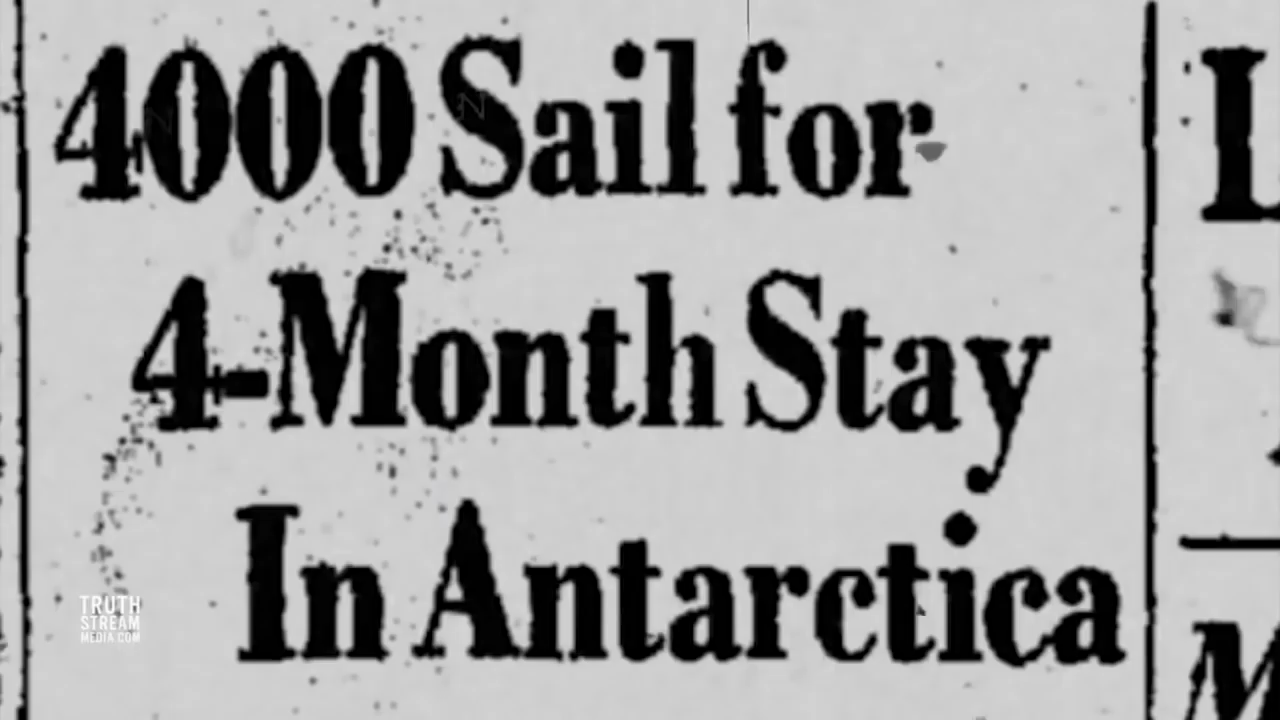 4000 Sail for
4-Month Stay
In Antarctica
TRUTH
STREAM
MEDIA.COM